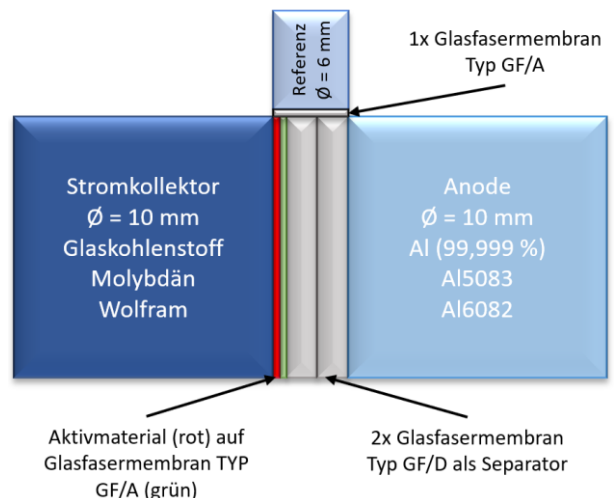 Referenz
Ø = 6 mm
1x Glasfasermembran
Typ GF/A
Stromkollektor
Ø = 10 mm
Glaskohlenstoff
Molybdän
Wolfram
Anode
Ø = 10 mm
Al (99,999 %)
Al5083
Al6082
Aktivmaterial (rot) auf
Glasfasermembran TYP
GF/A (grün)
2x Glasfasermembran
Typ GF/D als Separator